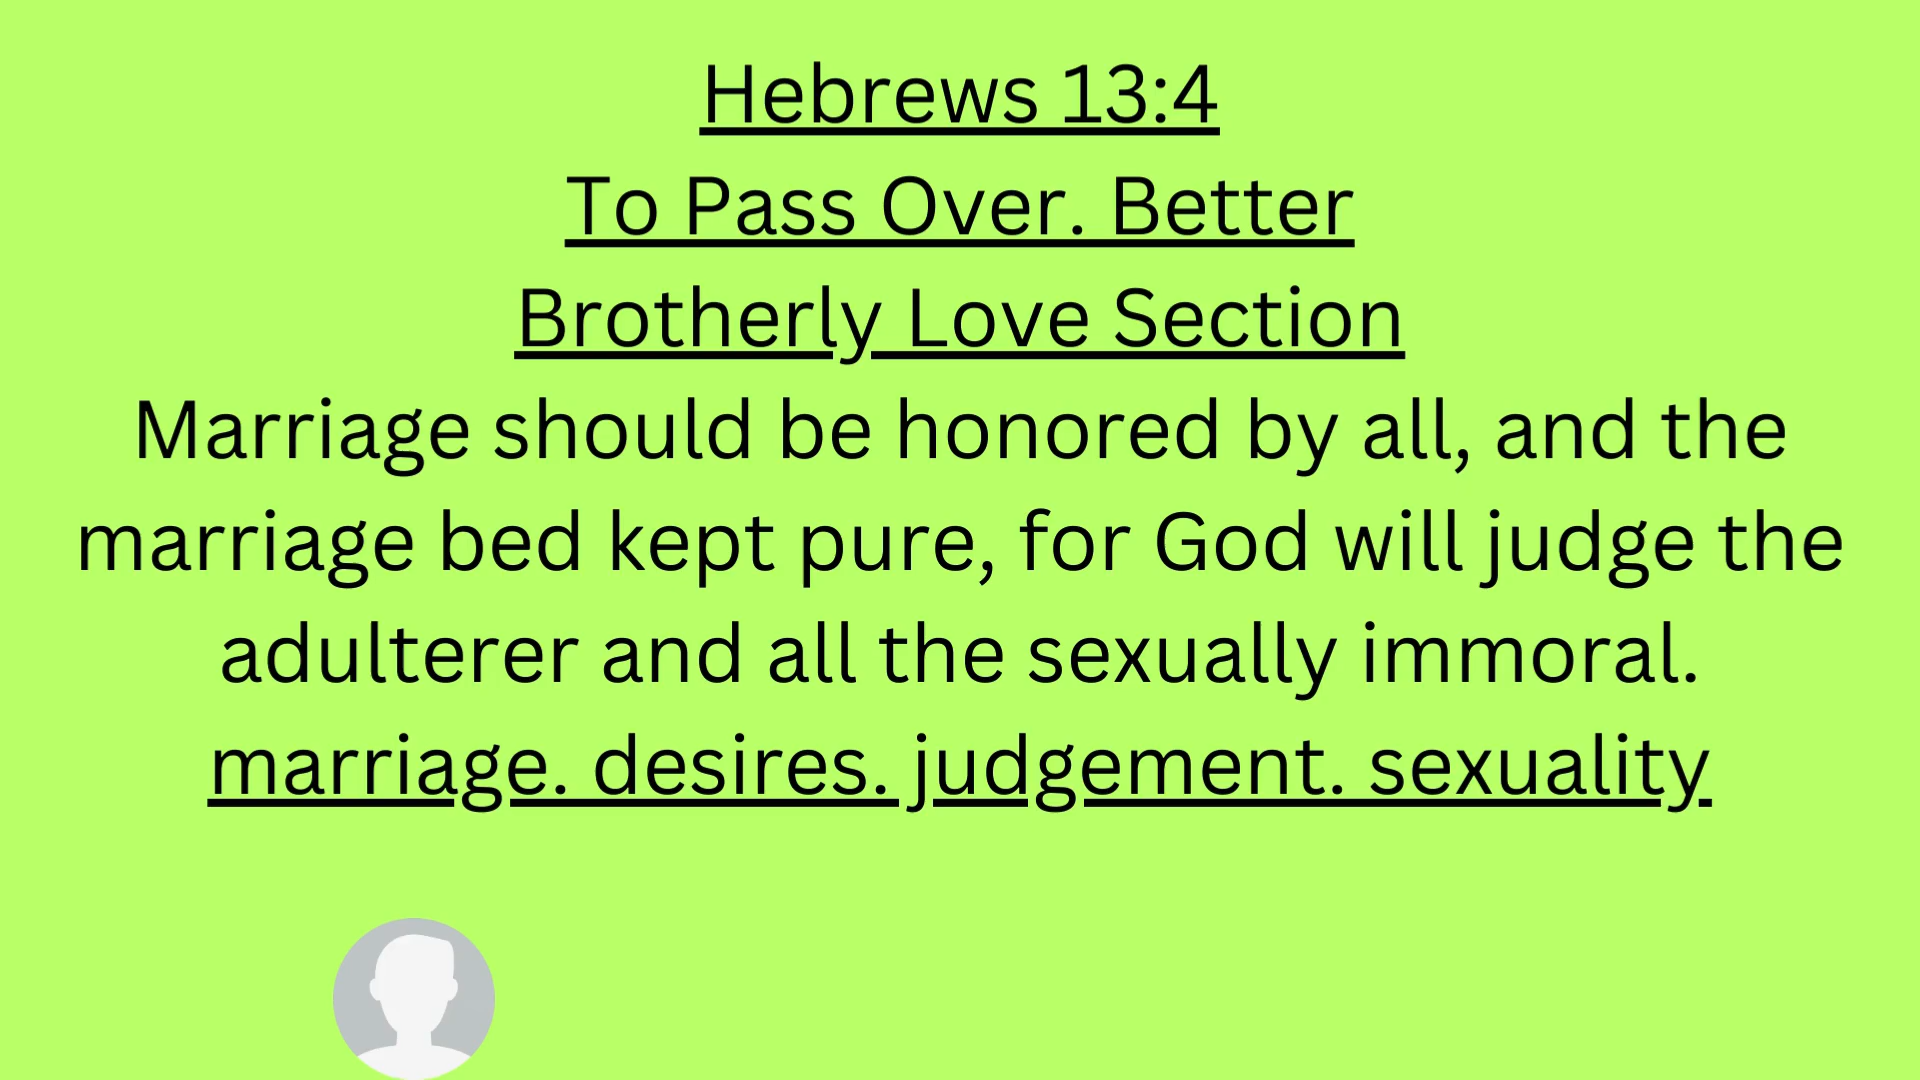 Hebrews 13:4
To Pass Over. Better
Brotherly Love Section
Marriage should be honored by all, and the
marriage bed kept pure, for God will judge the
adulterer and all the sexually immoral.
marriage. desires. judgement. sexuality